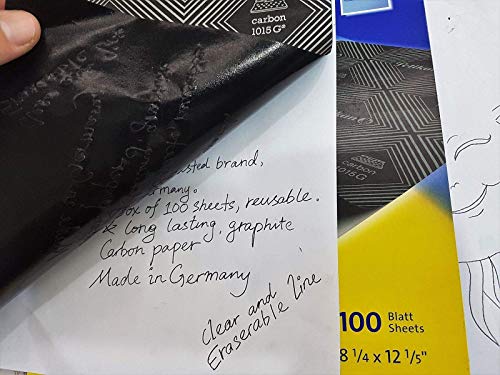 carbon
1015 G®
sted brand,
many.
ox of 100 sheets, reusable.
& long lasting, graphite
Carbon paper
Made in Germany
Clear and
Eraserable line
carbon
1015 G
100 Blatt
Sheets
8 1/4 x 12 1/5"